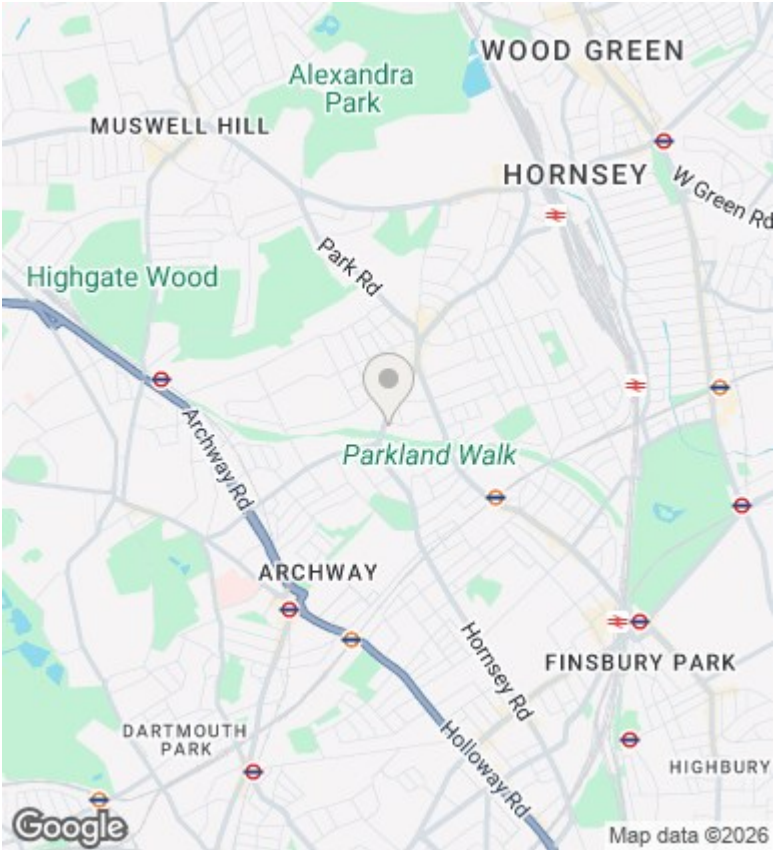 WOOD GREEN
Alexandra
Park
MUSWELL HILL
HORNSEY
W Green Rd
Park Rd
Highgate Wood
Archway Rd
Parkland Walk
ARCHWAY
Hornsey Rd
FINSBURY PARK
DARTMOUTH
PARK
Holloway Rd
HIGHBURY
Google
Map data ©2026